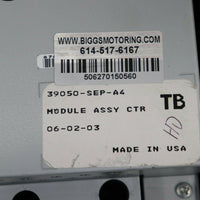 WWW.BIGGSMOTORING.COM
614-517-6167
506270150560
39050-SEP-A4
MODULE ASSY CTR
TB
06-02-03
HD
MADE IN USA